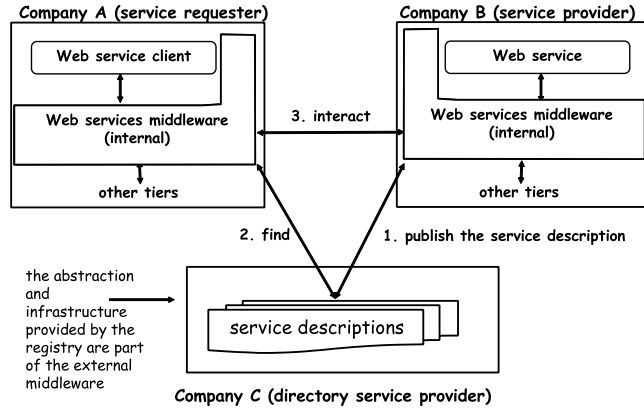 Company A (service requester)
Company B (service provider)
Web service client
Web service
Web services middleware
(internal)
3. interact
Web services middleware
(internal)
other tiers
other tiers
2. find
1. publish the service description
the abstraction
and
infrastructure
provided by the
registry are part
of the external
middleware
service descriptions
Company C (directory service provider)